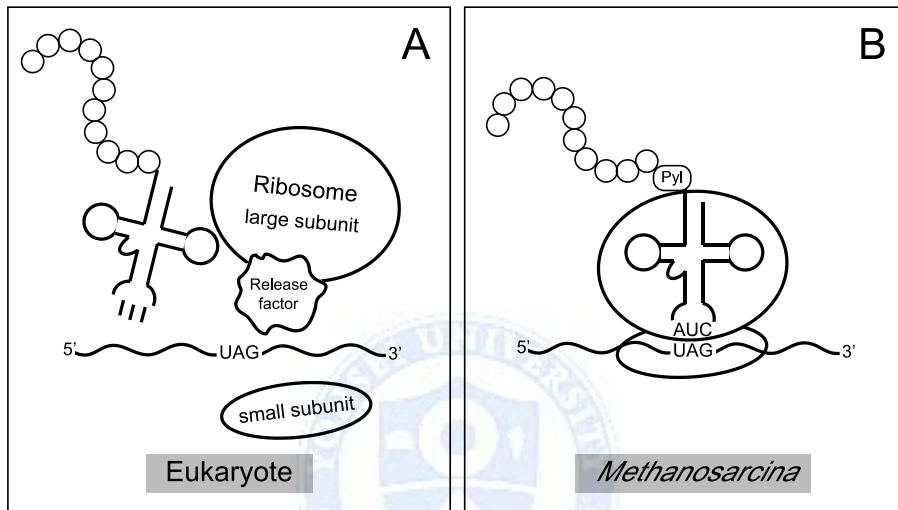 A
Ribosome
large subunit
Release
factor
5’
UAG
3’
small subunit
Eukaryote
B
Pyl
AUC
5’
UAG
3’
Methanosarcina